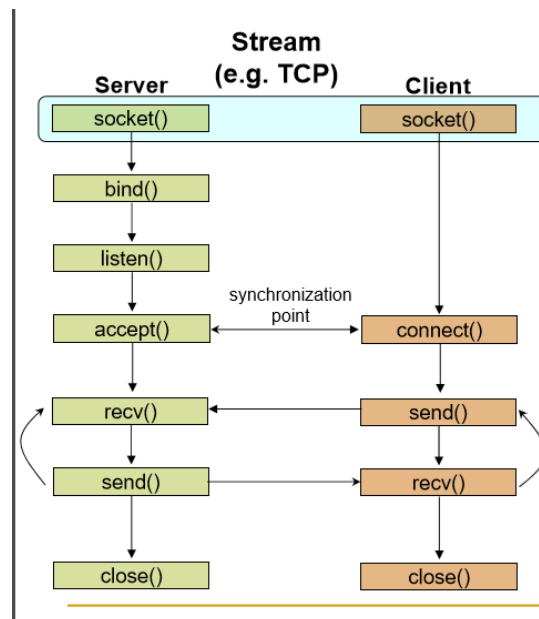 Stream
(e.g. TCP)
Server
Client
socket()
socket()
bind()
listen()
synchronization
point
accept()
connect()
recv()
send()
send()
recv()
close()
close()